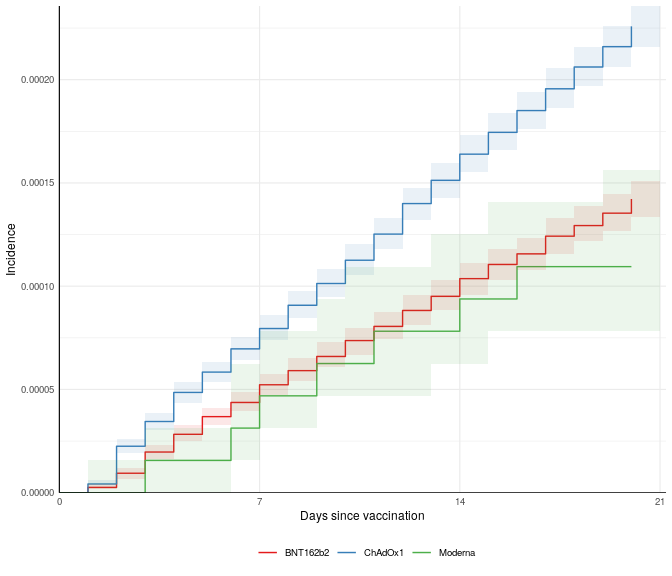 Incidence
0.00020
0.00015
0.00010
0.00005
0.00000
0 7 14 21
Days since vaccination
BNT162b2 ChAdOx1 Moderna